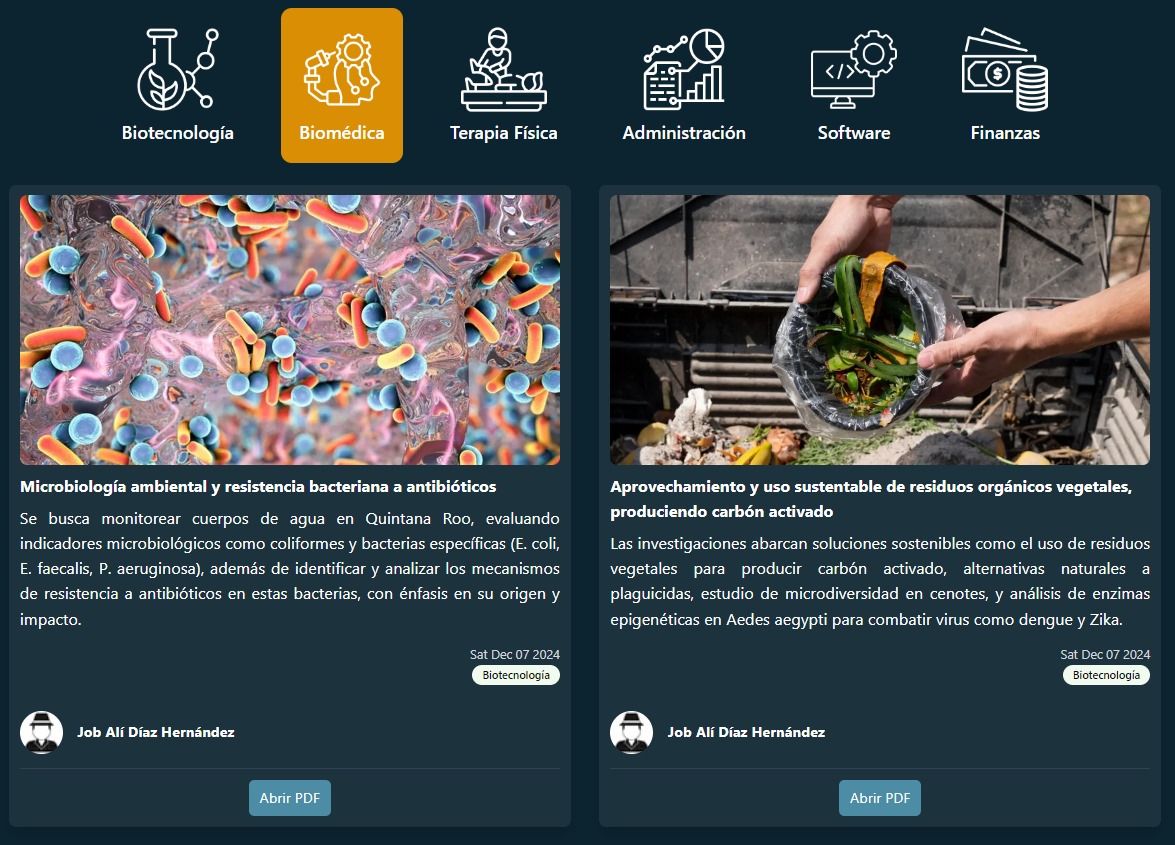 Biotecnología
Biomédica
Terapia Física
Administración
Software
Finanzas
Microbiología ambiental y resistencia bacteriana a antibióticos
Se busca monitorear cuerpos de agua en Quintana Roo, evaluando
indicadores microbiológicos como coliformes y bacterias específicas (E. coli,
E. faecalis, P. aeruginosa), además de identificar y analizar los mecanismos
de resistencia a antibióticos en estas bacterias, con énfasis en su origen y
impacto.
Sat Dec 07 2024
Biotecnología
Job Alí Díaz Hernández
Abrir PDF
Aprovechamiento y uso sustentable de residuos orgánicos vegetales,
produciendo carbón activado
Las investigaciones abarcan soluciones sostenibles como el uso de residuos
vegetales para producir carbón activado, alternativas naturales a
plaguicidas, estudio de microdiversidad en cenotes, y análisis de enzimas
epigenéticas en Aedes aegypti para combatir virus como dengue y Zika.
Sat Dec 07 2024
Biotecnología
Job Alí Díaz Hernández
Abrir PDF